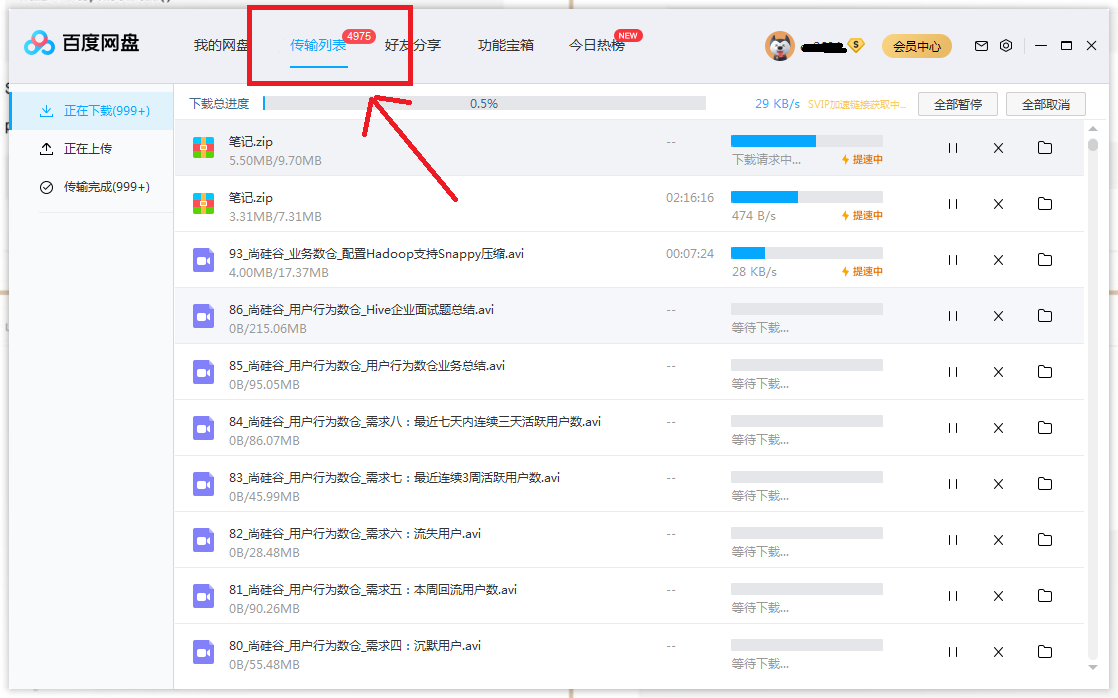 百度网盘 我的网盘 传输列表 4975 好友分享 功能宝箱 今日热榜 NEW S 会员中心
正在下载(999+)
正在上传
传输完成(999+)
下载总进度 0.5% 29 KB/s SVIP加速链接获取中... 全部暂停 全部取消
笔记.zip
5.50MB/9.70MB -- 下载请求中... 提速中
笔记.zip
3.31MB/7.31MB 02:16:16 474 B/s 提速中
93_尚硅谷_业务数仓_配置Hadoop支持Snappy压缩.avi
4.00MB/17.37MB 00:07:24 28 KB/s 提速中
86_尚硅谷_用户行为数仓_Hive企业面试题总结.avi
0B/215.06MB -- 等待下载...
85_尚硅谷_用户行为数仓_用户行为数仓业务总结.avi
0B/95.05MB -- 等待下载...
84_尚硅谷_用户行为数仓_需求八：最近七天内连续三天活跃用户数.avi
0B/86.07MB -- 等待下载...
83_尚硅谷_用户行为数仓_需求七：最近连续3周活跃用户数.avi
0B/45.99MB -- 等待下载...
82_尚硅谷_用户行为数仓_需求六：流失用户.avi
0B/28.48MB -- 等待下载...
81_尚硅谷_用户行为数仓_需求五：本周回流用户数.avi
0B/90.26MB -- 等待下载...
80_尚硅谷_用户行为数仓_需求四：沉默用户.avi
0B/55.48MB -- 等待下载...